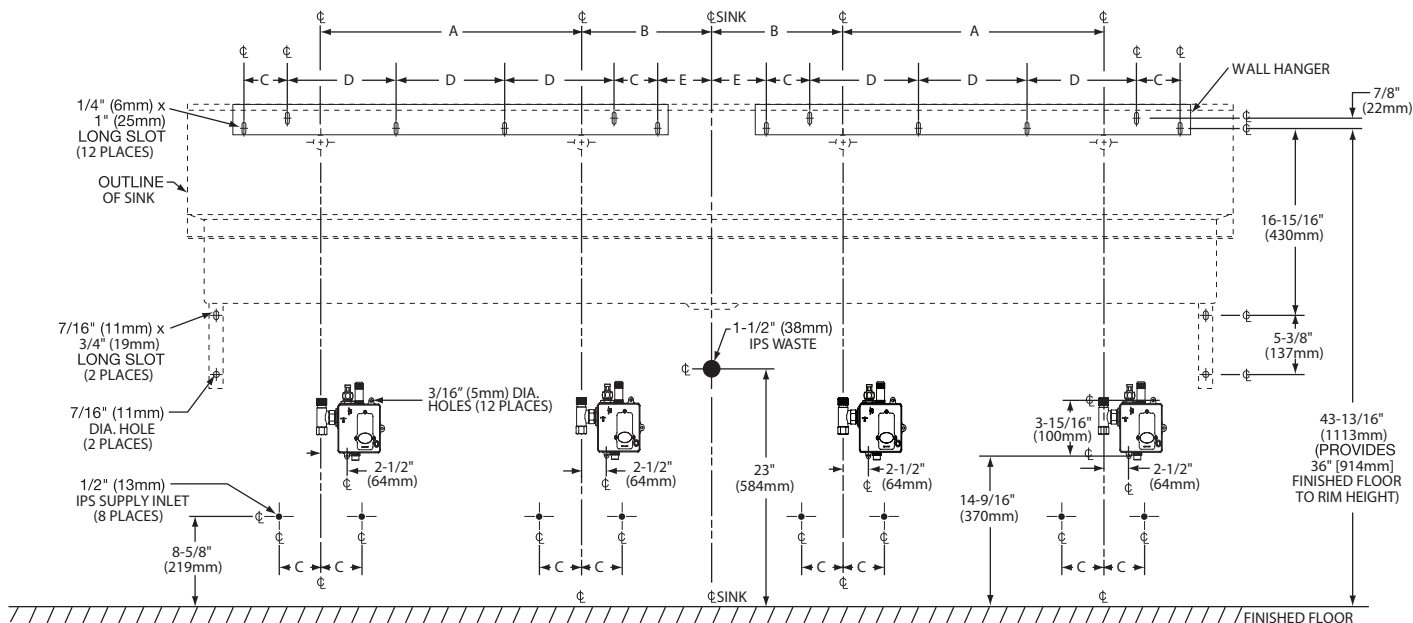 ℄ ℄ ℄SINK ℄ ℄
A B B A
℄ ℄ ℄ ℄
C D D D C E E C D D D C
WALL HANGER
7/8"
(22mm)
℄
℄
1/4" (6mm) x
1" (25mm)
LONG SLOT
(12 PLACES)
OUTLINE
OF SINK
16-15/16"
(430mm)
7/16" (11mm) x
3/4" (19mm)
LONG SLOT
(2 PLACES)
7/16" (11mm)
DIA. HOLE
(2 PLACES)
1-1/2" (38mm)
IPS WASTE
℄
℄ ℄
5-3/8"
(137mm)
℄ ℄
3/16” (5mm) DIA.
HOLES (12 PLACES)
℄
3-15/16"
(100mm)
℄
43-13/16"
(1113mm)
(PROVIDES
36" [914mm]
FINISHED FLOOR
TO RIM HEIGHT)
2-1/2"
(64mm)
℄
2-1/2"
(64mm)
℄
23"
(584mm)
2-1/2"
(64mm)
℄
14-9/16"
(370mm)
2-1/2"
(64mm)
℄
1/2" (13mm)
IPS SUPPLY INLET
(8 PLACES)
℄
8-5/8"
(219mm)
℄ ℄ ℄ ℄ ℄ ℄ ℄ ℄
C C C C C C C C
℄ ℄ ℄SINK ℄ ℄
FINISHED FLOOR